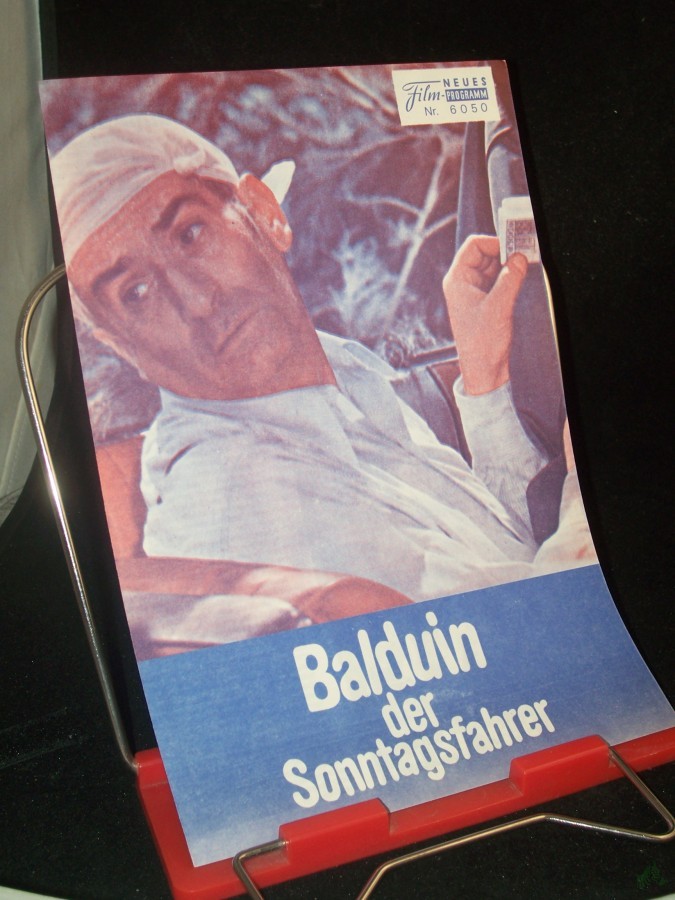 NEUES
Film-PROGRAMM
Nr. 6050
Balduin
der
Sonntagsfahrer